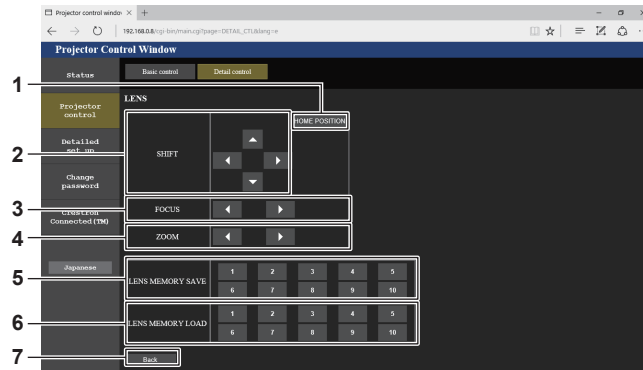 Projector control windov
192.168.0.8/cgi-bin/main.cgi?page=DETAIL_CTL&lang=e
Projector Control Window
Status
Basic control
Detail control
1
LENS
Projector
control
HOME POSITION
Detailed
set up
2
SHIFT
Change
password
3
FOCUS
Crestron
Connected(TM)
4
ZOOM
Japanese
5
LENS MEMORY SAVE
1 2 3 4 5
6 7 8 9 10
6
LENS MEMORY LOAD
1 2 3 4 5
6 7 8 9 10
7
Back